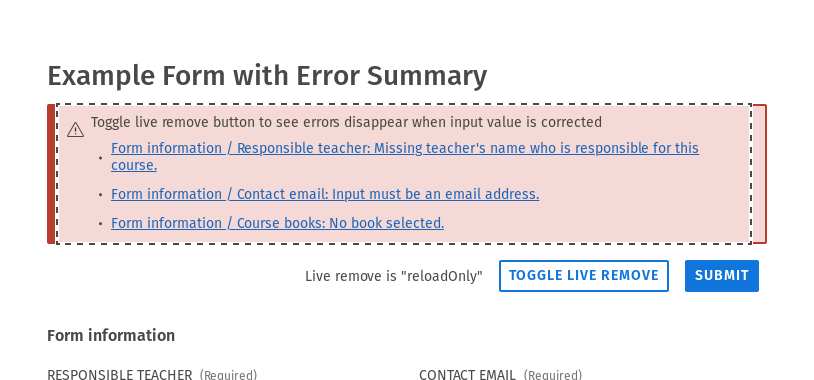 Example Form with Error Summary
Toggle live remove button to see errors disappear when input value is corrected
Form information / Responsible teacher: Missing teacher's name who is responsible for this
course.
Form information / Contact email: Input must be an email address.
Form information / Course books: No book selected.
Live remove is "reloadOnly" TOGGLE LIVE REMOVE SUBMIT
Form information
RESPONSIBLE TEACHER (Required) CONTACT EMAIL (Required)